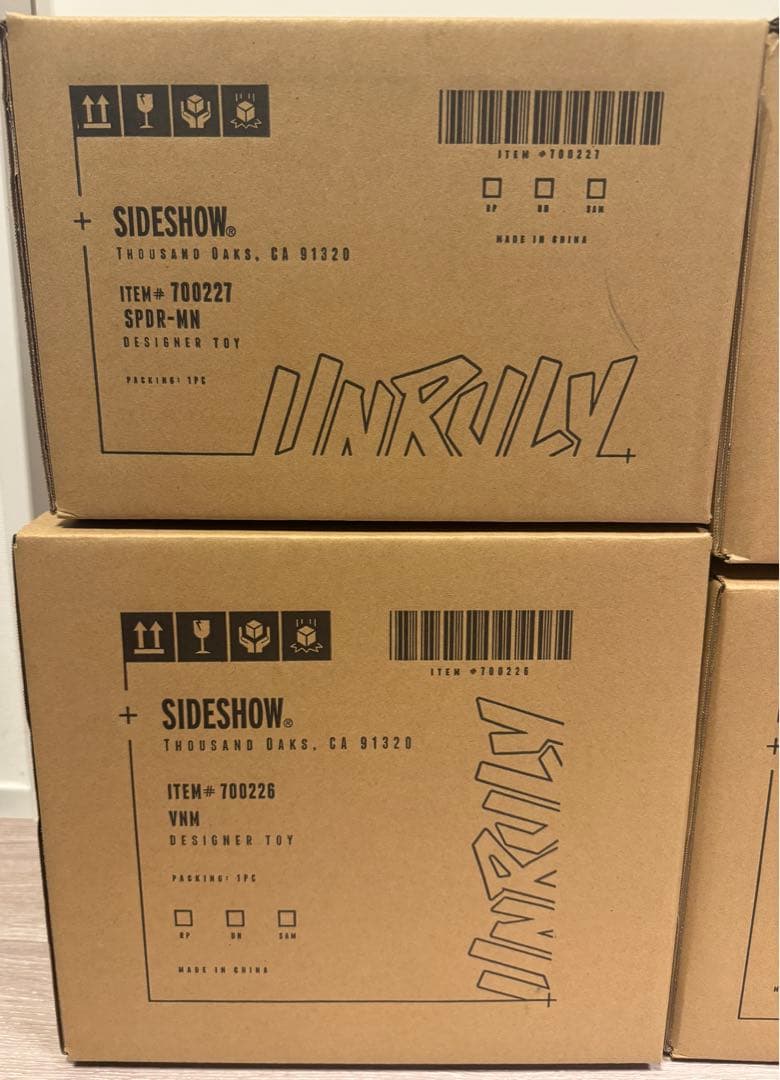 ITEM #700227
RP UN SAM
MADE IN CHINA
SIDESHOW®
THOUSAND OAKS, CA 91320
ITEM# 700227
SPDR-MN
DESIGNER TOY
PACKING: 1PC
UNRULY
ITEM #700226
SIDESHOW®
THOUSAND OAKS, CA 91320
ITEM# 700226
VNM
DESIGNER TOY
PACKING: 1PC
RP UN SAM
MADE IN CHINA
UNRULY